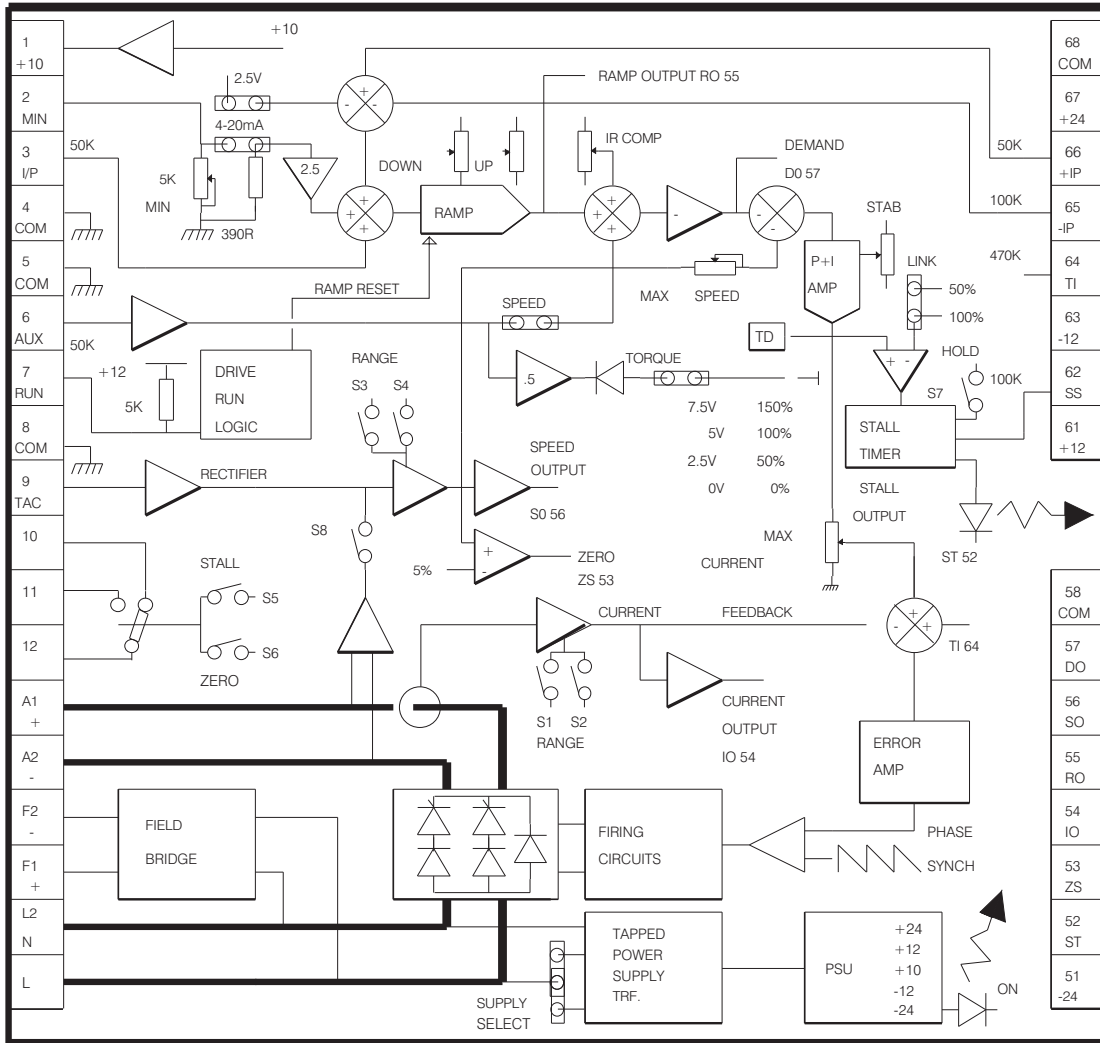 1
+10
2
MIN
3
I/P
4
COM
5
COM
6
AUX
7
RUN
8
COM
9
TAC
10
11
12
A1
+
A2
-
F2
-
F1
+
L2
N
L
+10
2.5V
4-20mA
50K
5K
MIN
390R
2.5
DOWN
UP
RAMP
RAMP OUTPUT RO 55
IR COMP
DEMAND
D0 57
+
-
-
+
+
+
+
+
+
-
-
-
STAB
P+I
AMP
LINK
50%
100%
RAMP RESET
MAX SPEED
SPEED
TD
+ -
HOLD
50K
+12
5K
DRIVE
RUN
LOGIC
RANGE
S3 S4
.5
TORQUE
7.5V 150%
5V 100%
2.5V 50%
0V 0%
100K
S7
STALL
TIMER
STALL
OUTPUT
ST 52
RECTIFIER
SPEED
OUTPUT
S0 56
S8
5%
+
-
ZERO
ZS 53
MAX
CURRENT
STALL
S5
S6
ZERO
CURRENT FEEDBACK
-
+
+
TI 64
S1 S2
RANGE
CURRENT
OUTPUT
IO 54
ERROR
AMP
FIELD
BRIDGE
FIRING
CIRCUITS
PHASE
SYNCH
TAPPED
POWER
SUPPLY
TRF.
SUPPLY
SELECT
PSU
+24
+12
+10
-12
-24
ON
50K
100K
470K
68
COM
67
+24
66
+IP
65
-IP
64
TI
63
-12
62
SS
61
+12
58
COM
57
DO
56
SO
55
RO
54
IO
53
ZS
52
ST
51
-24